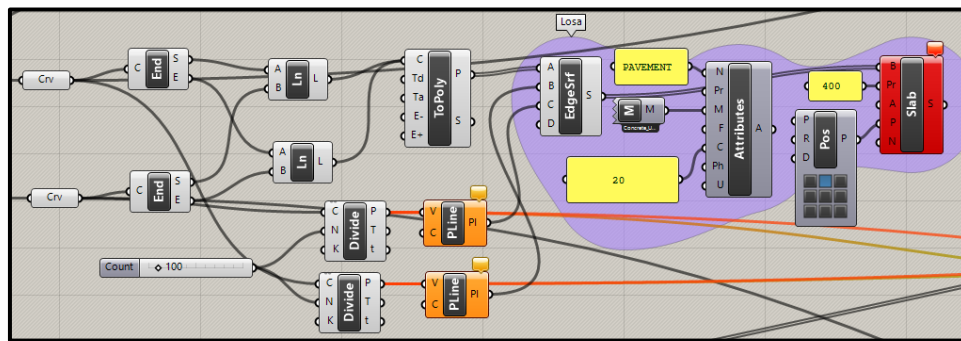 Losa
Crv
C
End
S
E
A
B
Ln
L
C
Td
Ta
E-
E+
ToPoly
P
S
A
B
C
D
EdgeSrf
S
PAVEMENT
M
M
Concrete_U...
20
N
Pr
M
F
C
Ph
U
Attributes
A
400
P
R
D
Pos
P
B
Pr
A
P
N
Slab
S
A
B
Ln
L
Crv
C
End
S
E
C
N
K
Divide
P
T
t
V
C
PLine
Pl
Count
100
C
N
K
Divide
P
T
t
V
C
PLine
Pl